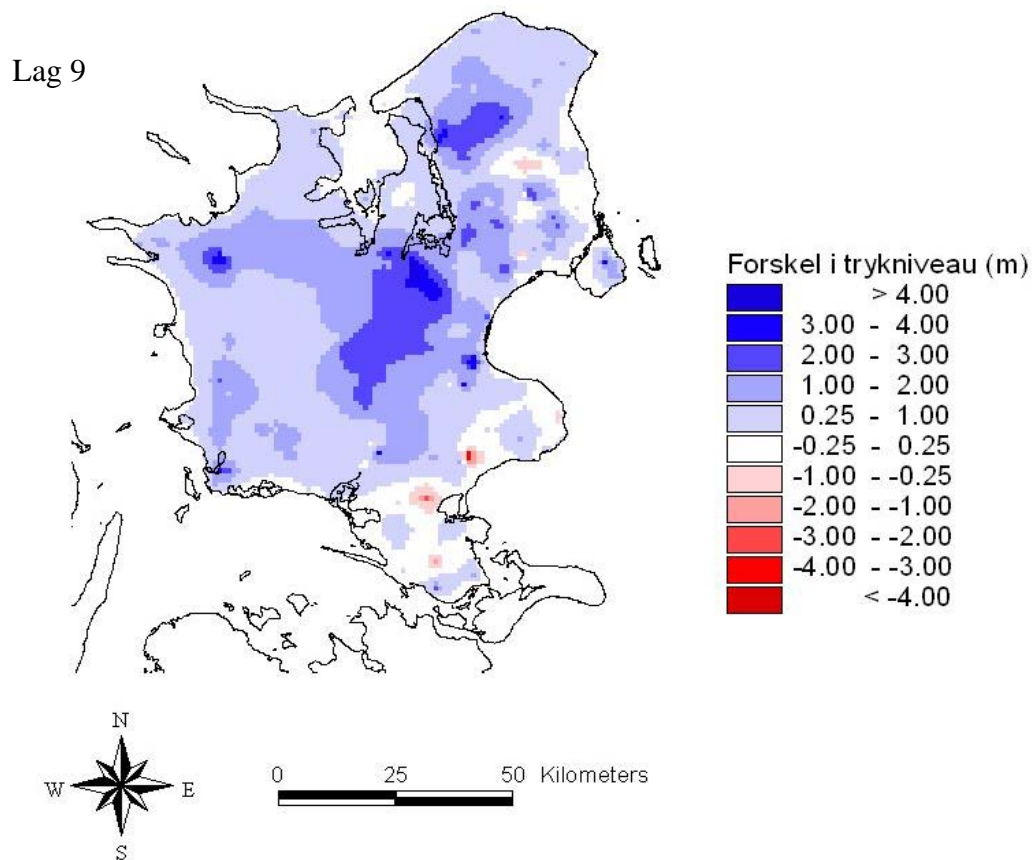 Lag 9
Forskel i trykniveau (m)
> 4.00
3.00 - 4.00
2.00 - 3.00
1.00 - 2.00
0.25 - 1.00
-0.25 - 0.25
-1.00 - -0.25
-2.00 - -1.00
-3.00 - -2.00
-4.00 - -3.00
< -4.00
N
W E
S
0 25 50 Kilometers